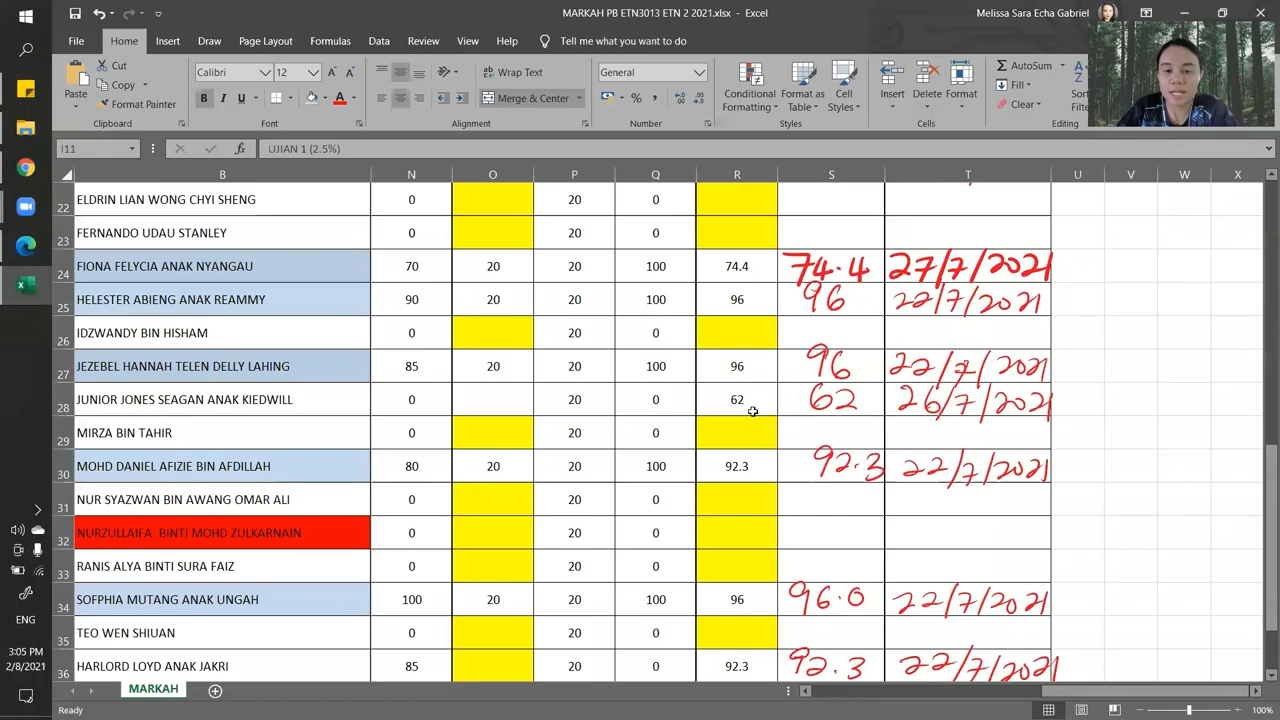 MARKAH PB ETN3013 ETN 2 2021.xlsx - Excel
Melissa Sara Echa Gabriel
File Home Insert Draw Page Layout Formulas Data Review View Help Tell me what you want to do
Cut
Copy
Format Painter
Paste
Clipboard
Calibri 12
B I U
Font
Wrap Text
Merge & Center
Alignment
General
Number
Conditional Formatting
Format as Table
Cell Styles
Styles
Insert Delete Format
Cells
AutoSum
Fill
Clear
Editing
I11 fx UJIAN 1 (2.5%)
B N O P Q R S T U V W X
22 ELDRIN LIAN WONG CHYI SHENG 0 20 0
23 FERNANDO UDAU STANLEY 0 20 0
24 FIONA FELYCIA ANAK NYANGAU 70 20 20 100 74.4 74.4 27/7/2021
25 HELESTER ABIENG ANAK REAMMY 90 20 20 100 96 96 22/7/2021
26 IDZWANDY BIN HISHAM 0 20 0
27 JEZEBEL HANNAH TELEN DELLY LAHING 85 20 20 100 96 96 22/7/2021
28 JUNIOR JONES SEAGAN ANAK KIEDWILL 0 20 0 62 62 26/7/2021
29 MIRZA BIN TAHIR 0 20 0
30 MOHD DANIEL AFIZIE BIN AFDILLAH 80 20 20 100 92.3 92.3 22/7/2021
31 NUR SYAZWAN BIN AWANG OMAR ALI 0 20 0
32 NURZULLAIFA BINTI MOHD ZULKARNAIN 0 20 0
33 RANIS ALYA BINTI SURA FAIZ 0 20 0
34 SOFPHIA MUTANG ANAK UNGAH 100 20 20 100 96 96.0 22/7/2021
35 TEO WEN SHIUAN 0 20 0
36 HARLORD LOYD ANAK JAKRI 85 20 0 92.3 92.3 22/7/2021
MARKAH
Ready
100%
ENG
3:05 PM
2/8/2021